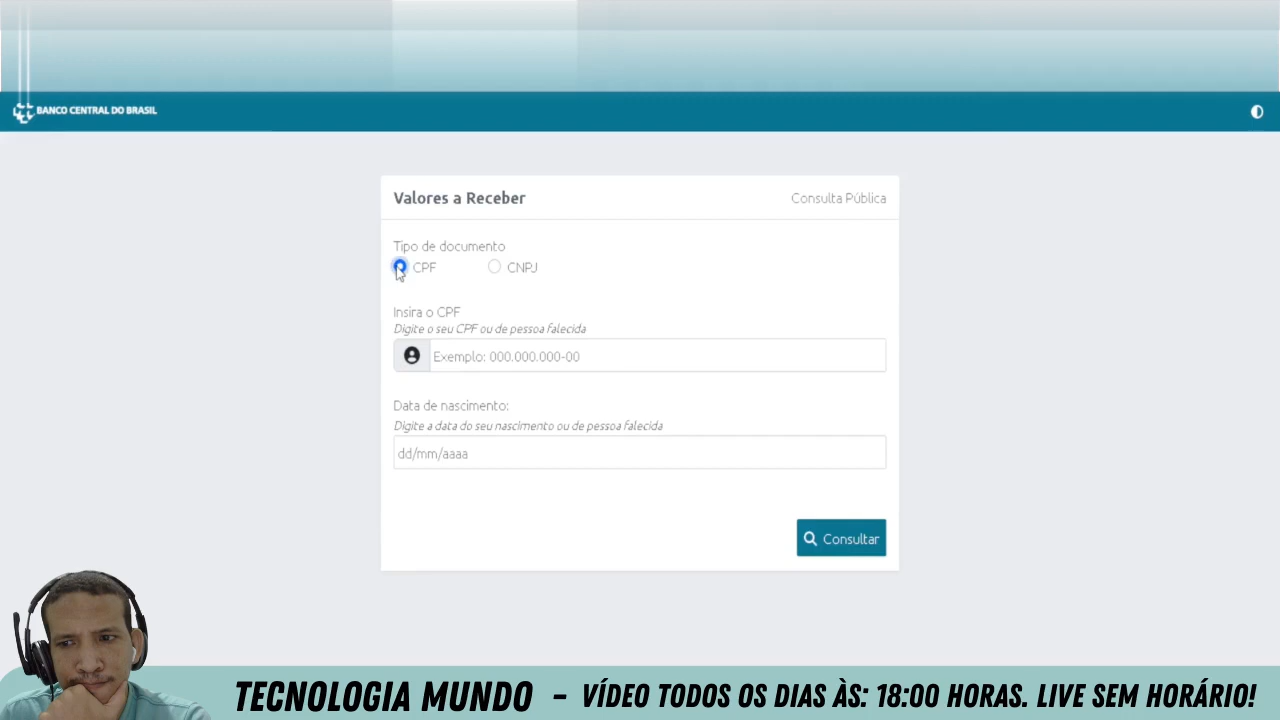 BANCO CENTRAL DO BRASIL
Valores a Receber
Consulta Pública
Tipo de documento
CPF
CNPJ
Insira o CPF
Digite o seu CPF ou de pessoa falecida
Exemplo: 000.000.000-00
Data de nascimento:
Digite a data do seu nascimento ou de pessoa falecida
dd/mm/aaaa
Consultar
TECNOLOGIA MUNDO - VÍDEO TODOS OS DIAS ÀS: 18:00 HORAS. LIVE SEM HORÁRIO!